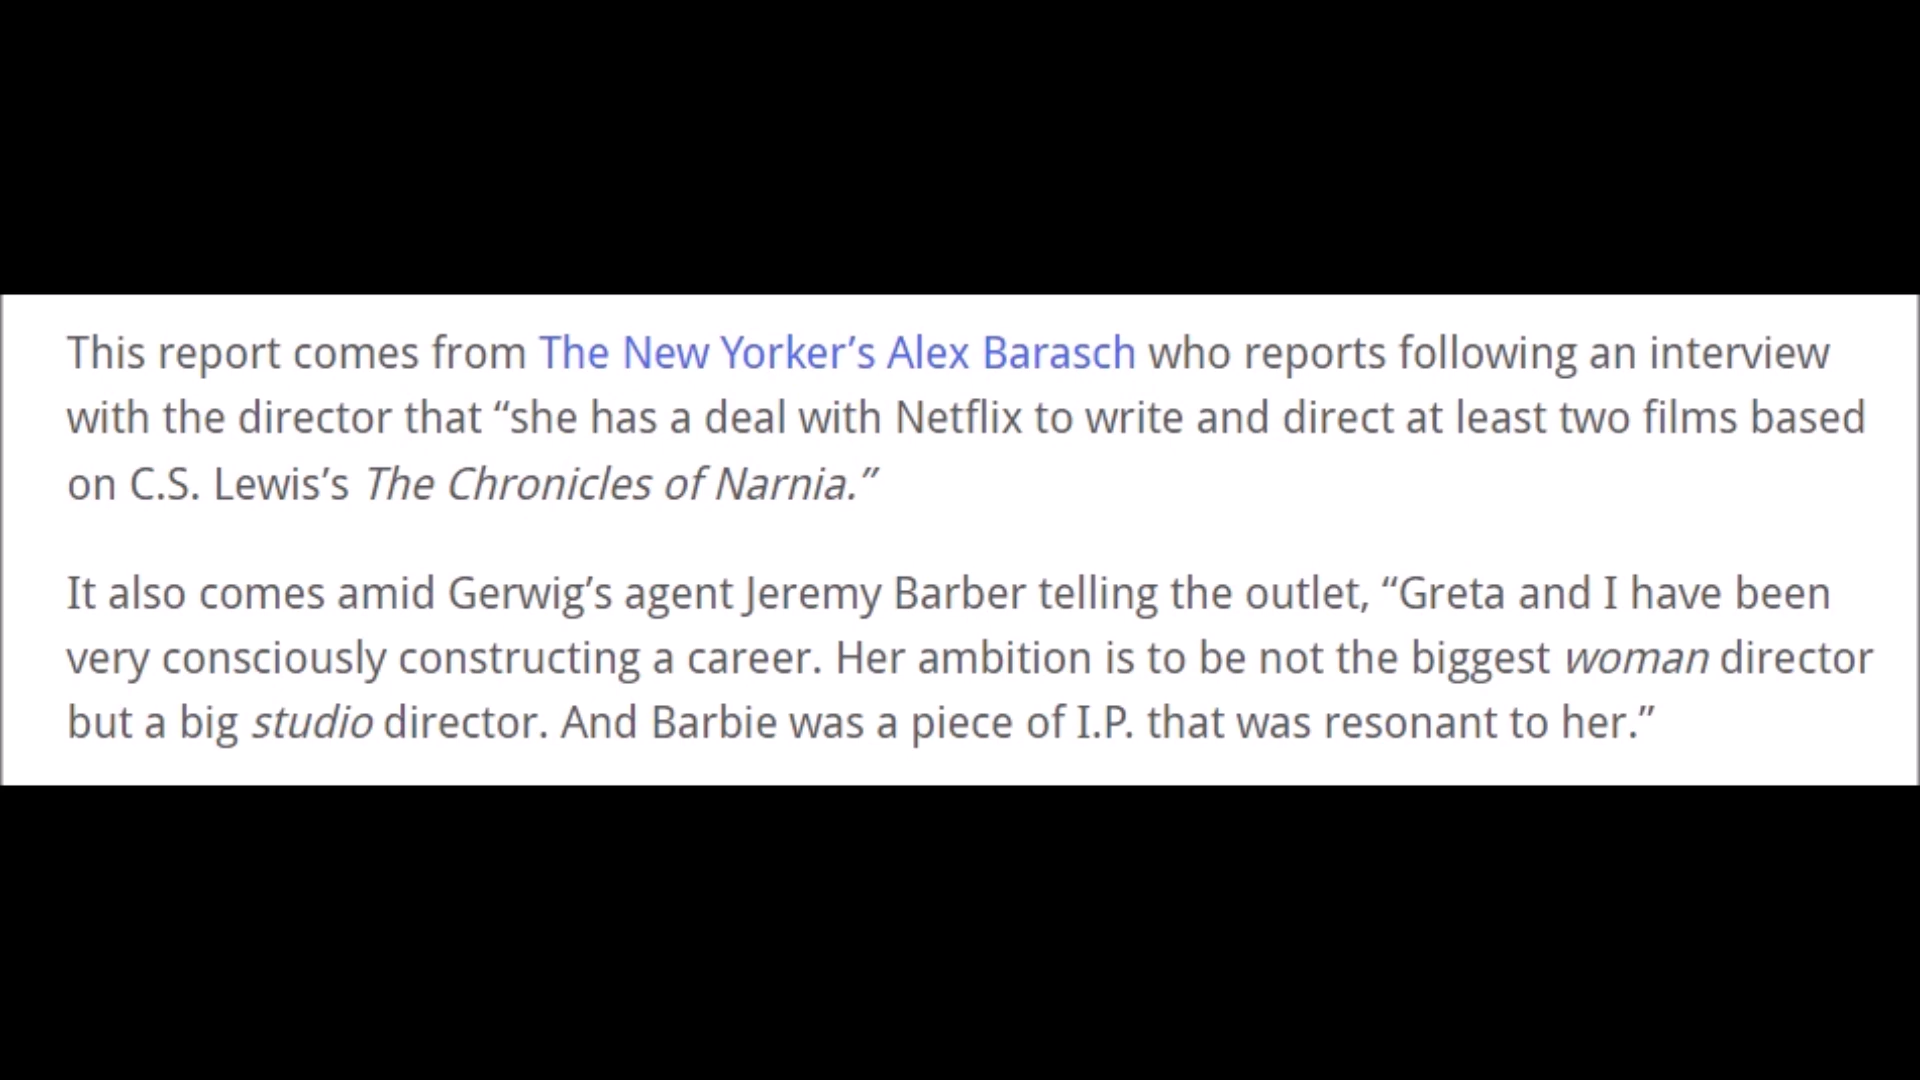 This report comes from The New Yorker’s Alex Barasch who reports following an interview
with the director that “she has a deal with Netflix to write and direct at least two films based
on C.S. Lewis’s The Chronicles of Narnia.”
It also comes amid Gerwig’s agent Jeremy Barber telling the outlet, “Greta and I have been
very consciously constructing a career. Her ambition is to be not the biggest woman director
but a big studio director. And Barbie was a piece of I.P. that was resonant to her.”